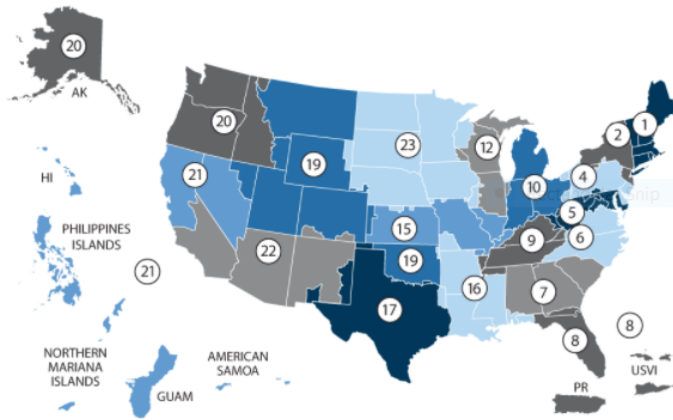 20
AK
HI
PHILIPPINES
ISLANDS
21
NORTHERN
MARIANA
ISLANDS
GUAM
AMERICAN
SAMOA
20
21
22
19
23
15
19
17
16
12
10
9
7
8
6
5
4
2
1
8
USVI
PR